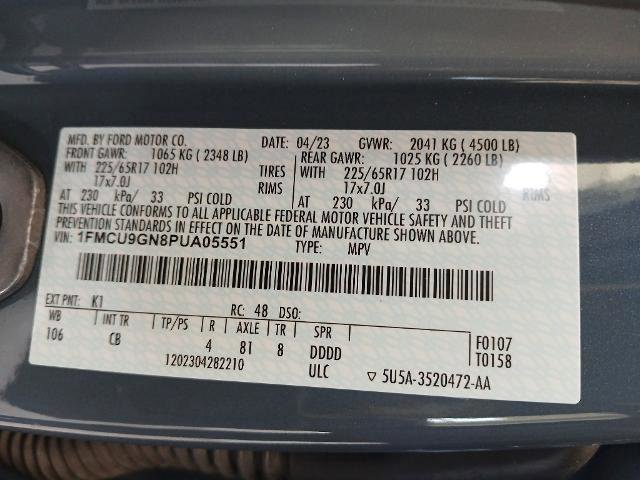 MFD. BY FORD MOTOR CO. DATE: 04/23 GVWR: 2041 KG ( 4500 LB)
FRONT GAWR: 1065 KG ( 2348 LB) REAR GAWR: 1025 KG ( 2260 LB)
WITH 225/65R17 102H TIRES WITH 225/65R17 102H TIRES
17x7.0J RIMS 17x7.0J RIMS
AT 230 kPa/ 33 PSI COLD AT 230 kPa/ 33 PSI COLD
THIS VEHICLE CONFORMS TO ALL APPLICABLE FEDERAL MOTOR VEHICLE SAFETY AND THEFT
PREVENTION STANDARDS IN EFFECT ON THE DATE OF MANUFACTURE SHOWN ABOVE.
VIN: 1FMCU9GN8PUA05551 TYPE: MPV
EXT PNT: K1 RC: 48 DSO:
WB INT TR TP/PS R AXLE TR SPR F0107
106 CB 4 81 8 DDDD T0158
1202304282210 ULC ▽ 5U5A-3520472-AA